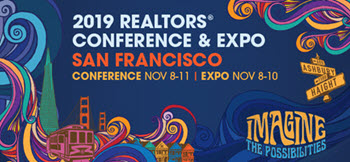 2019 REALTORS®
CONFERENCE & EXPO
SAN FRANCISCO
CONFERENCE NOV 8-11 | EXPO NOV 8-10
ASHBURY
HAIGHT
IMAGINE
THE POSSIBILITIES